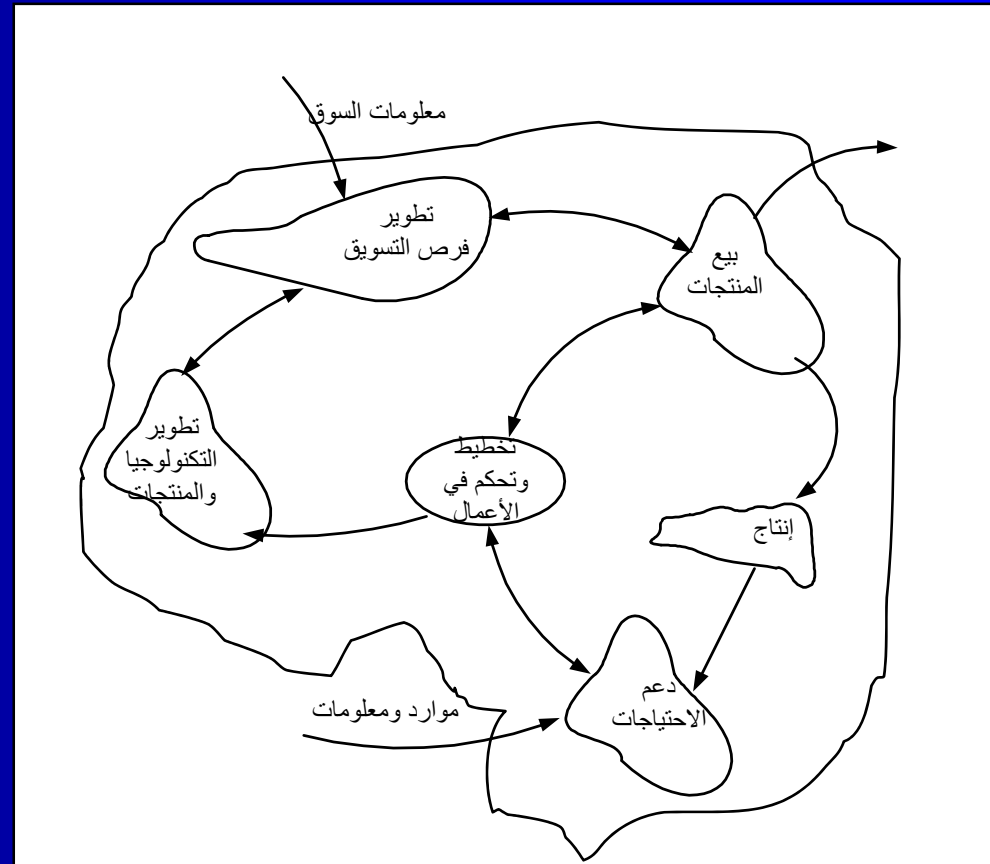 معلومات السوق
تطوير
فرص التسويق
بيع
المنتجات
تطوير
التكنولوجيا
والمنتجات
تخطيط
وتحكم في
الأعمال
إنتاج
دعم
الاحتياجات
موارد ومعلومات